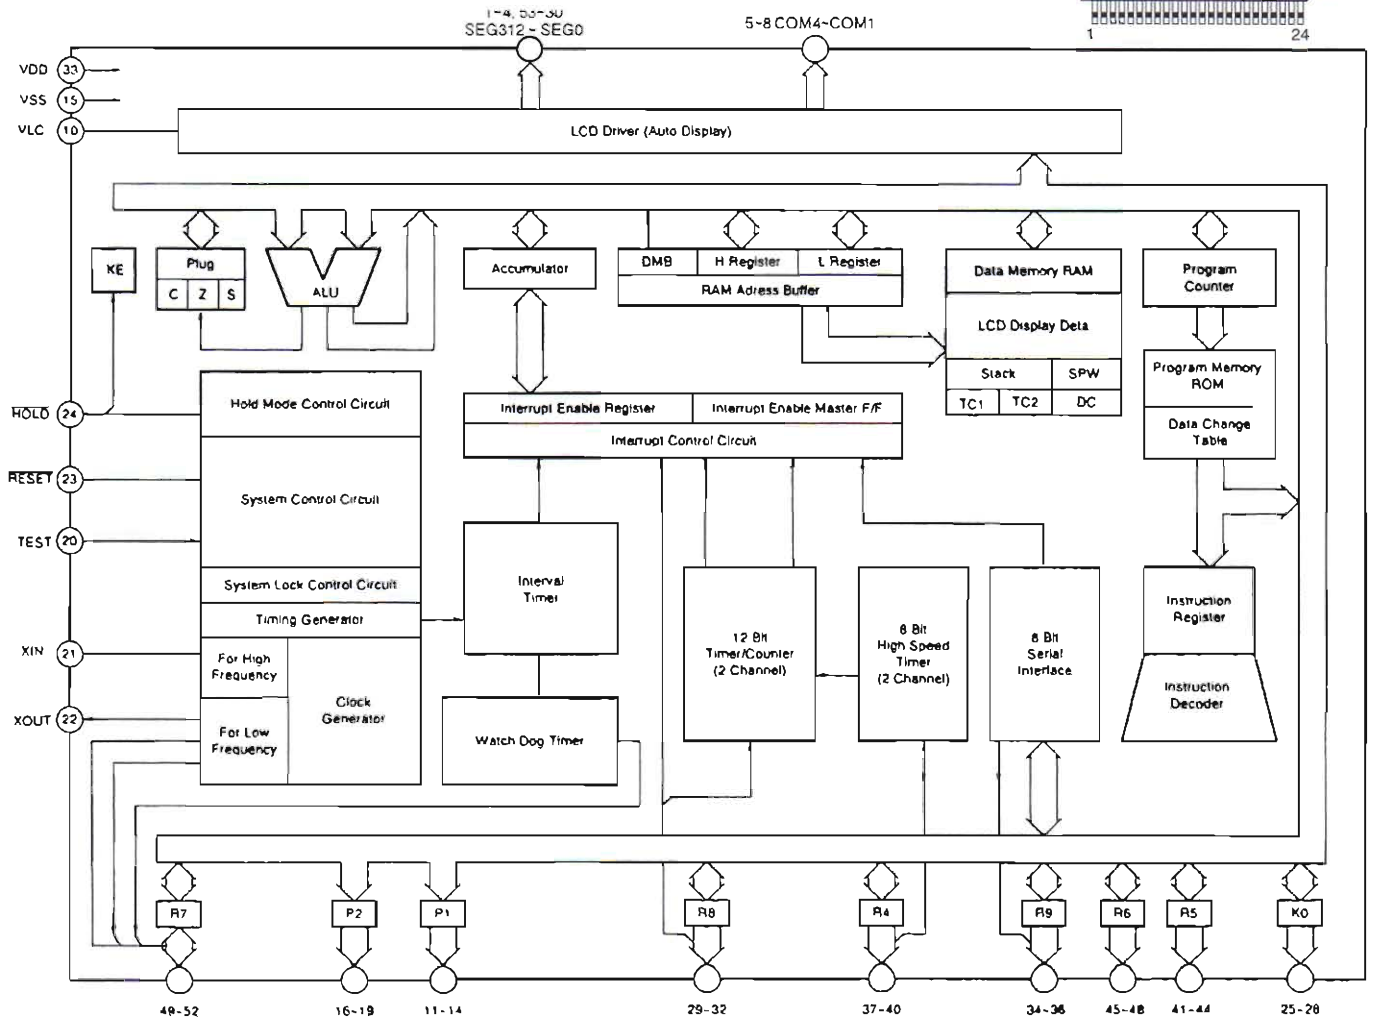 1~4, 53~30
SEG312 ~ SEG0
5~8 COM4~COM1
1
24
VDD
33
VSS
15
VLC
10
LCD Driver (Auto Display)
KE
Plug
C
Z
S
ALU
Accumulator
DMB
H Register
L Register
RAM Adress Buffer
Data Memory RAM
LCD Display Deta
Stack
SPW
TC1
TC2
DC
Program
Counter
Program Memory
ROM
Data Change
Table
HOLD
24
Hold Mode Control Circuit
Interrupt Enable Register
Interrupt Enable Master F/F
Interrupt Control Circuit
RESET
23
System Control Circuit
TEST
20
System Lock Control Circuit
Timing Generator
Interval
Timer
12 Bit
Timer/Counter
(2 Channel)
8 Bit
High Speed
Timer
(2 Channel)
8 Bit
Serial
Interlace
Instruction
Register
Instruction
Decoder
XIN
21
For High
Frequency
Clock
Generator
XOUT
22
For Low
Frequency
Watch Dog Timer
R7
P2
P1
R8
R4
R9
R6
R5
K0
49~52
16~19
11~14
29~32
37~40
34~36
45~48
41~44
25~28